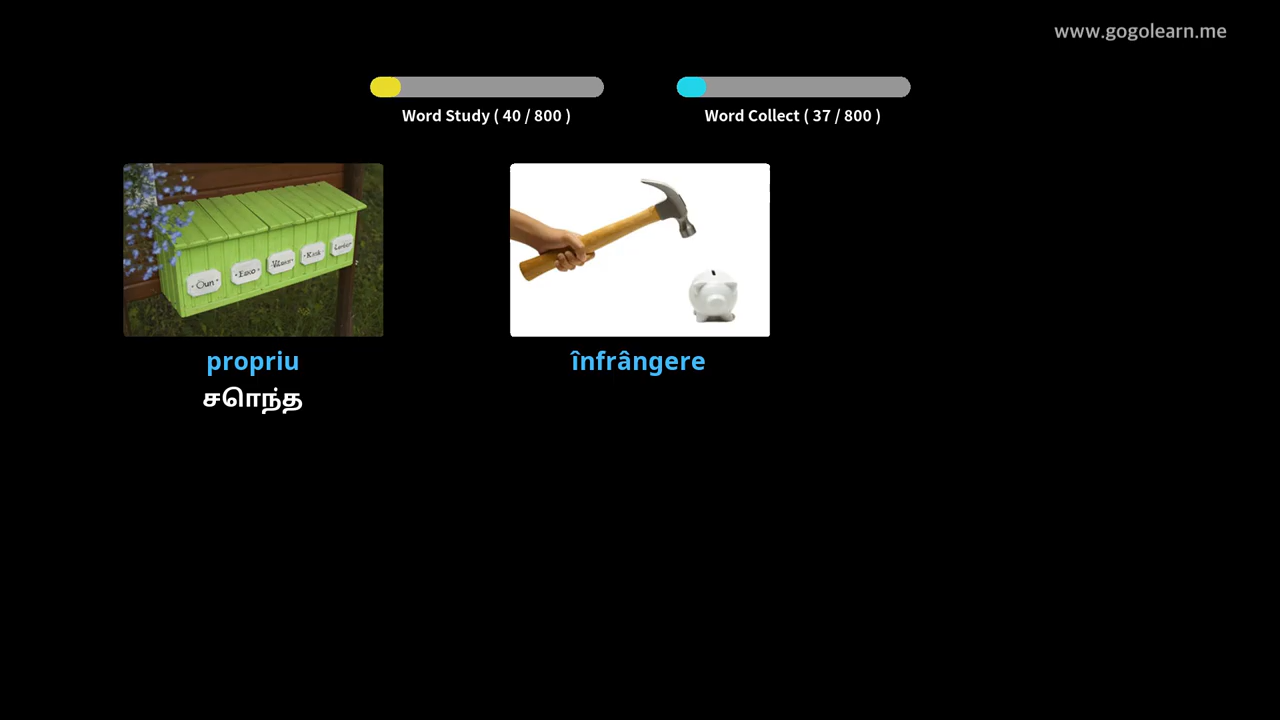 www.gogolearn.me
Word Study ( 40 / 800 )
Word Collect ( 37 / 800 )
propriu
சொந்த
înfrângere